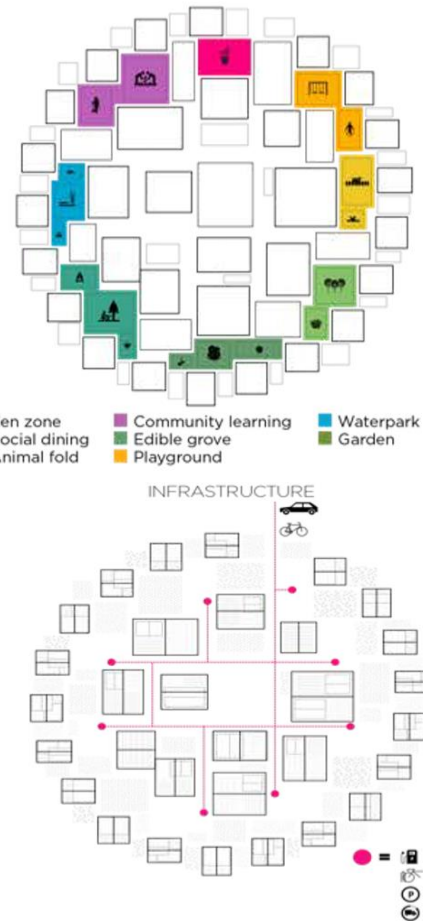 en zone
ocial dining
nimal fold
Community learning
Edible grove
Playground
Waterpark
Garden
INFRASTRUCTURE
=
P